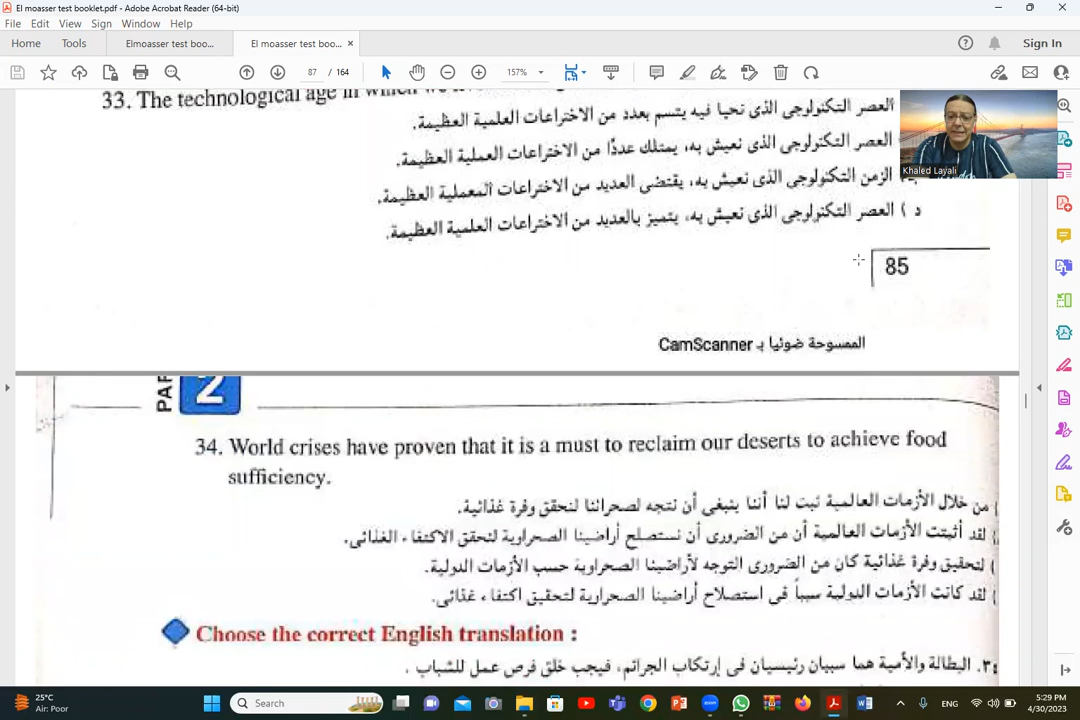 El moasser test booklet.pdf - Adobe Acrobat Reader (64-bit)
File Edit View Sign Window Help
Home Tools Elmoasser test boo... El moasser test boo... × Sign In
87 / 164 157%
33. The technological age in which we
العصر التكنولوجى الذى نحيا فيه يتسم بعدد من الاختراعات العلمية العظيمة.
العصر التكنولوجى الذى نعيش به، يمتلك عددًا من الاختراعات العملية العظيمة.
الزمن التكنولوجى الذى نعيش به، يقتضى العديد من الاختراعات المعملية العظيمة.
د ) العصر التكنولوجى الذى نعيش به، يتميز بالعديد من الاختراعات العلمية العظيمة.
Khaled Layali
85
الممسوحة ضوئيا بـ CamScanner
PAR 2
34. World crises have proven that it is a must to reclaim our deserts to achieve food
sufficiency.
) من خلال الأزمات العالمية ثبت لنا أننا ينبغى أن نتجه لصحرائنا لنحقق وفرة غذائية.
) لقد أثبتت الأزمات العالمية أن من الضرورى أن نستصلح أراضينا الصحراوية لنحقق الاكتفاء الغذائى.
) لتحقيق وفرة غذائية كان من الضرورى التوجه لأراضينا الصحراوية حسب الأزمات الدولية.
) لقد كانت الأزمات الدولية سبباً فى استصلاح أراضينا الصحراوية لتحقيق اكتفاء غذائى.
Choose the correct English translation :
البطالة والأمية هما سببان رئيسيان فى إرتكاب الجرائم، فيجب خلق فرص عمل للشباب .
25°C
Air: Poor
Search
ENG
5:29 PM
4/30/2023